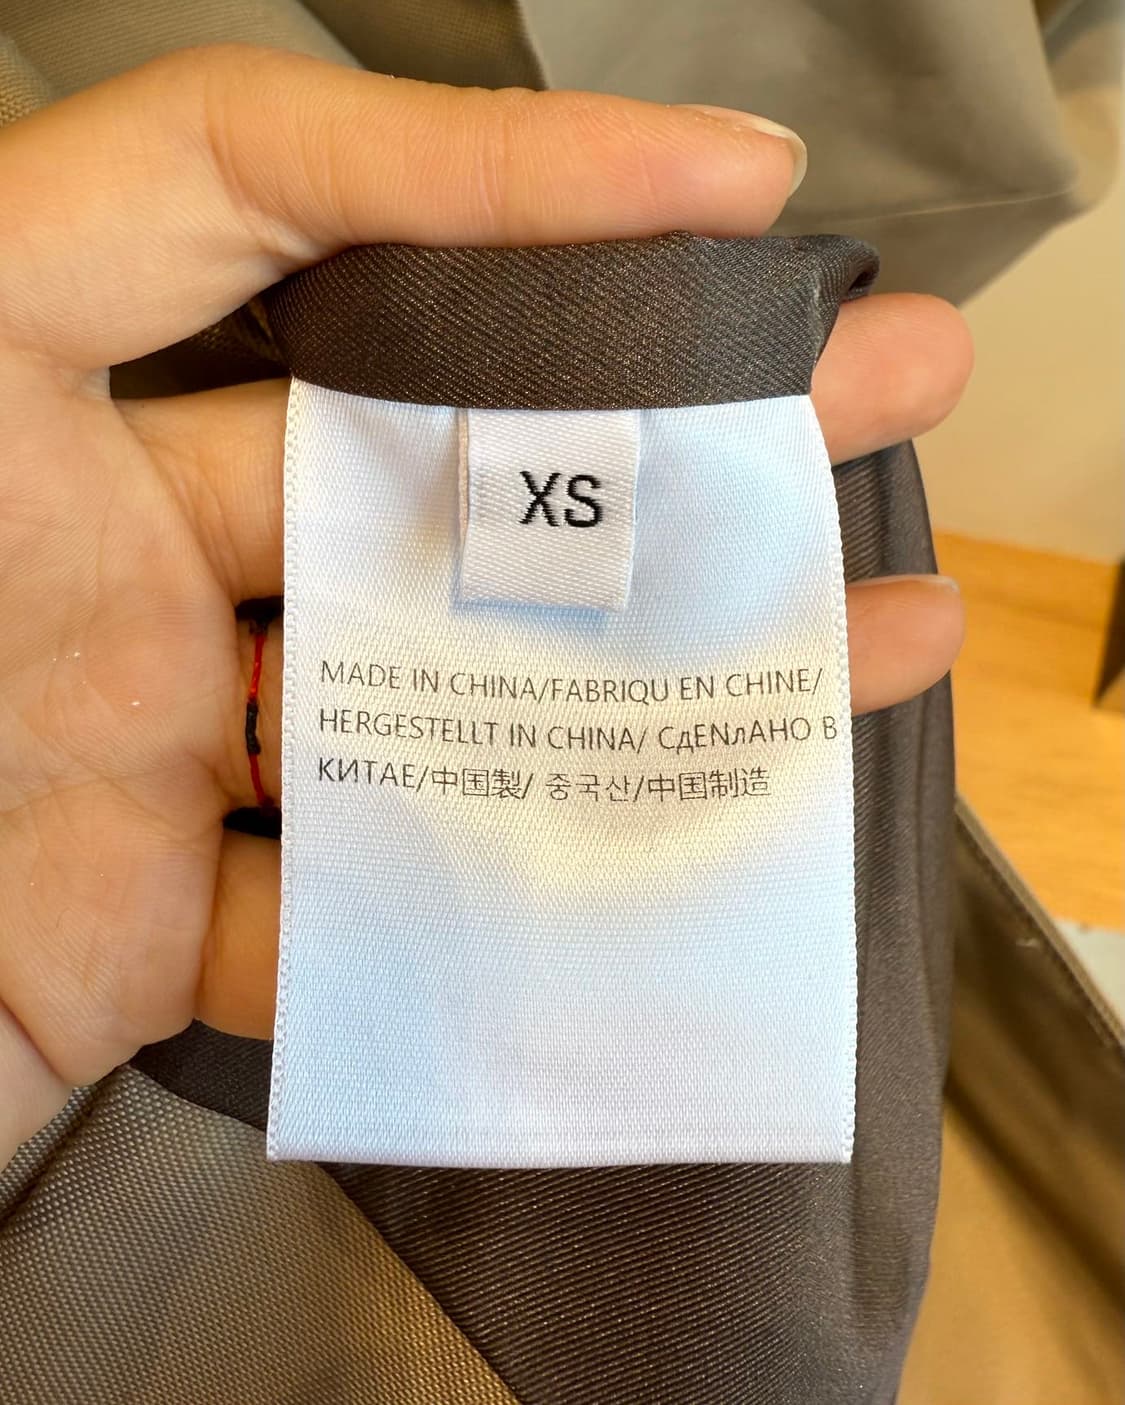 XS
MADE IN CHINA/FABRIQU EN CHINE/
HERGESTELLT IN CHINA/ СдЕNлАНО В
КИТАЕ/中国製/ 중국산/中国制造